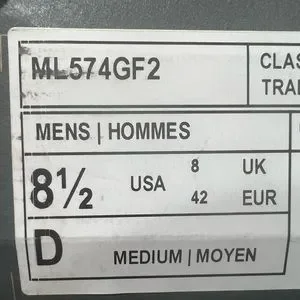 ML574GF2
CLAS
TRAI
MENS | HOMMES
8½ USA 8 UK
42 EUR
D MEDIUM | MOYEN